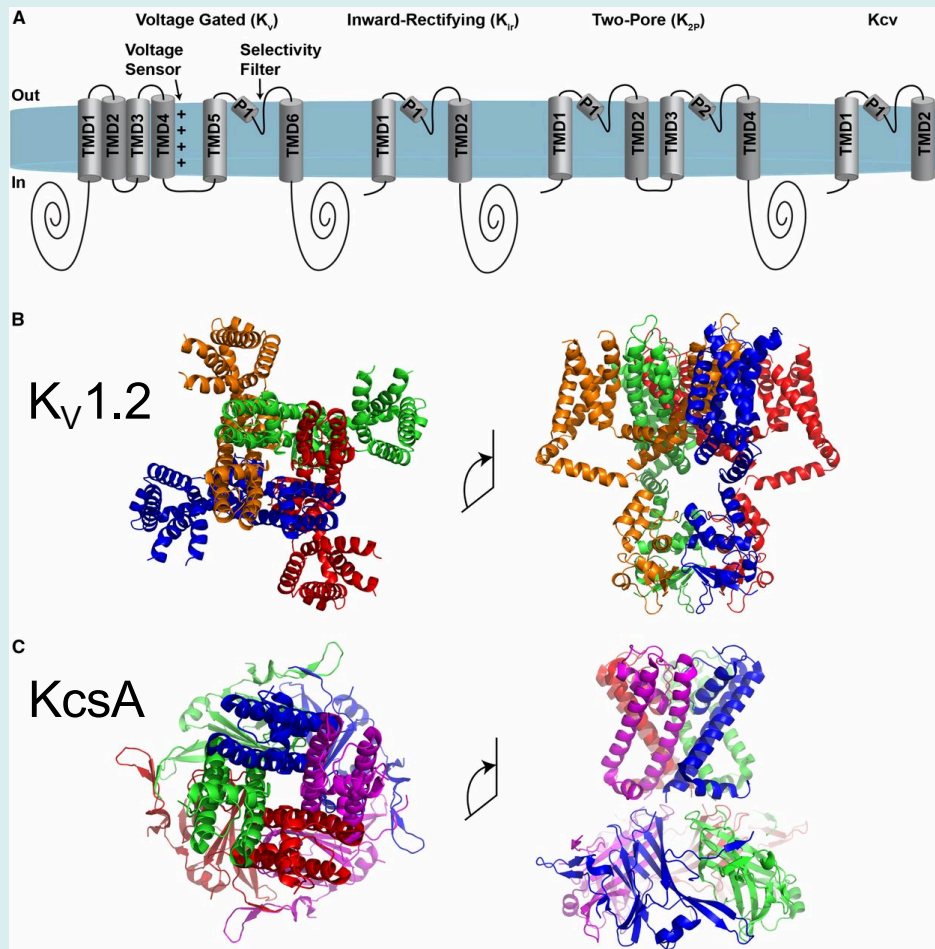 A
Voltage Gated (Kv)
Inward-Rectifying (Kir)
Two-Pore (K2P)
Kcv
Voltage
Sensor
Selectivity
Filter
Out
TMD1
TMD2
TMD3
TMD4
+
+
+
+
TMD5
P1
TMD6
TMD1
P1
TMD2
TMD1
P1
TMD2
TMD3
P2
TMD4
TMD1
P1
TMD2
In
B
KV1.2
C
KcsA